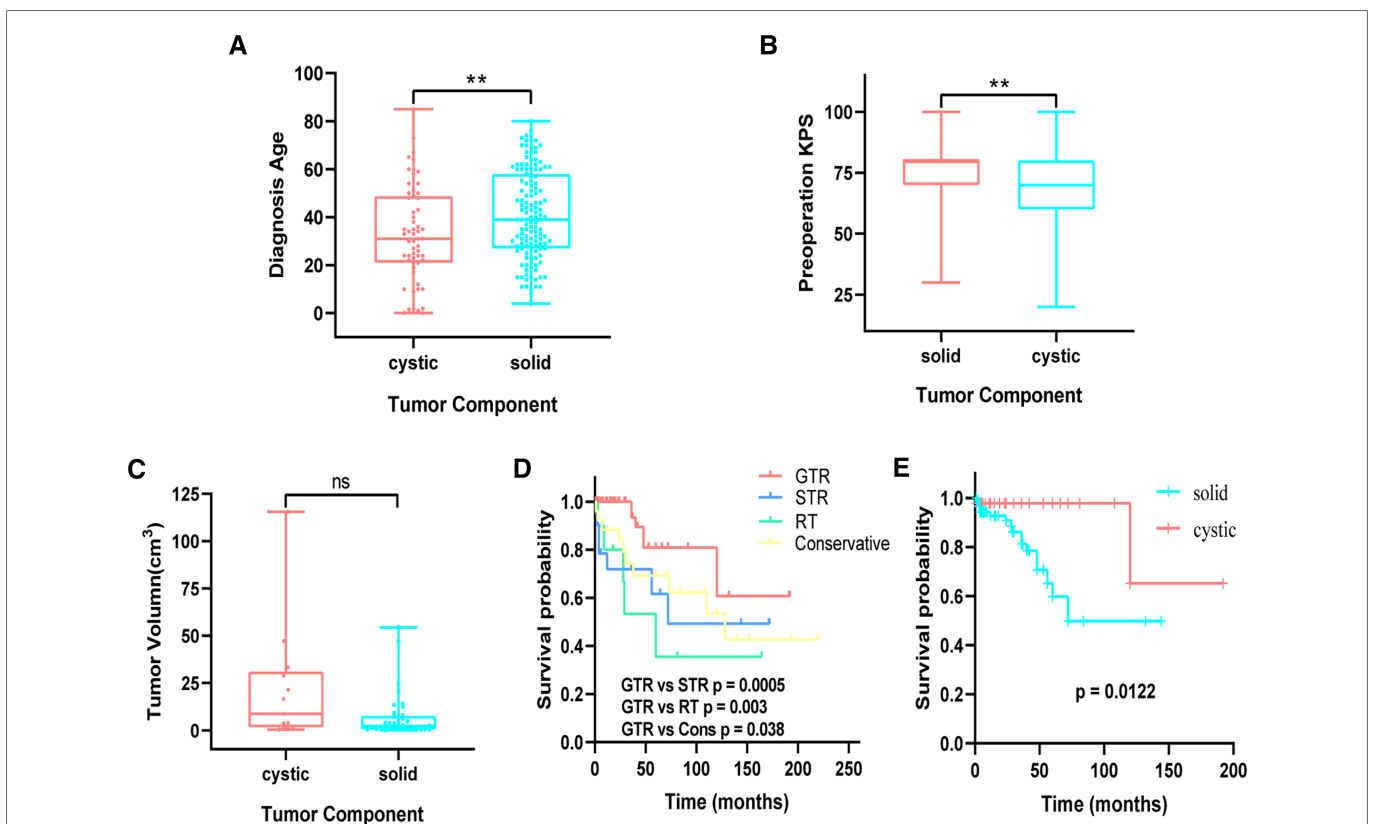 A
**
100
80
60
40
20
0
Diagnosis Age
cystic
solid
Tumor Component
B
**
100
75
50
25
Preoperation KPS
solid
cystic
Tumor Component
C
ns
125
100
75
50
25
0
Tumor Volumn(cm³)
cystic
solid
Tumor Component
D
GTR
STR
RT
Conservative
1.0
0.8
0.6
0.4
0.2
0.0
Survival probability
GTR vs STR p = 0.0005
GTR vs RT p = 0.003
GTR vs Cons p = 0.038
0 50 100 150 200 250
Time (months)
E
solid
cystic
1.0
0.8
0.6
0.4
0.2
0.0
Survival probability
p = 0.0122
0 50 100 150 200
Time (months)